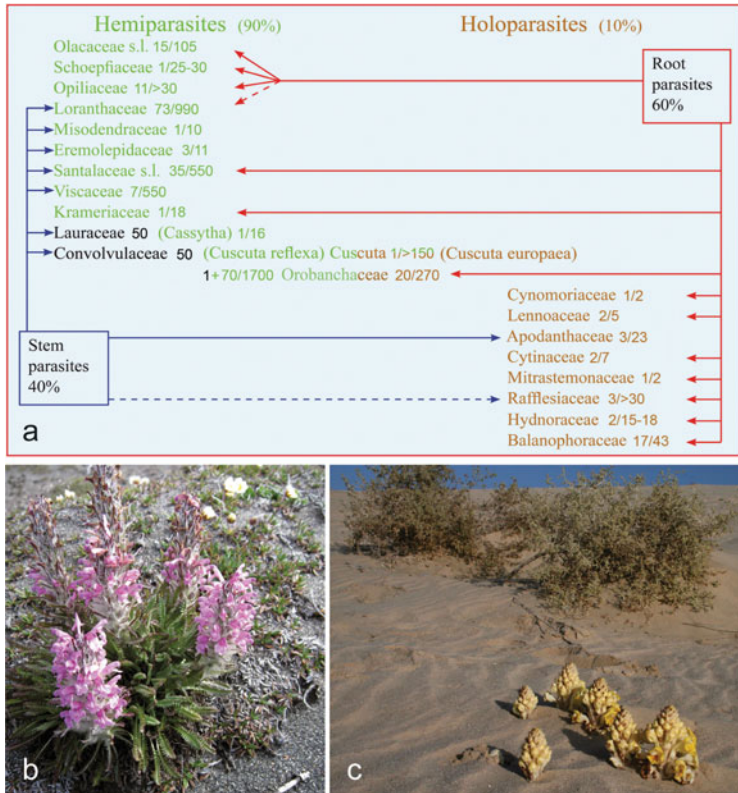 Hemiparasites (90%)
Holoparasites (10%)
Olacaceae s.l. 15/105
Schoepfiaceae 1/25-30
Opiliaceae 11/>30
Loranthaceae 73/990
Misodendraceae 1/10
Eremolepidaceae 3/11
Santalaceae s.l. 35/550
Viscaceae 7/550
Krameriaceae 1/18
Lauraceae 50 (Cassytha) 1/16
Convolvulaceae 50 (Cuscuta reflexa) Cuscuta 1/>150 (Cuscuta europaea)
1+70/1700 Orobanchaceae 20/270
Root
parasites
60%
Cynomoriaceae 1/2
Lennoaceae 2/5
Apodanthaceae 3/23
Cytinaceae 2/7
Mitrastemonaceae 1/2
Rafflesiaceae 3/>30
Hydnoraceae 2/15-18
Balanophoraceae 17/43
Stem
parasites
40%
a
b
c